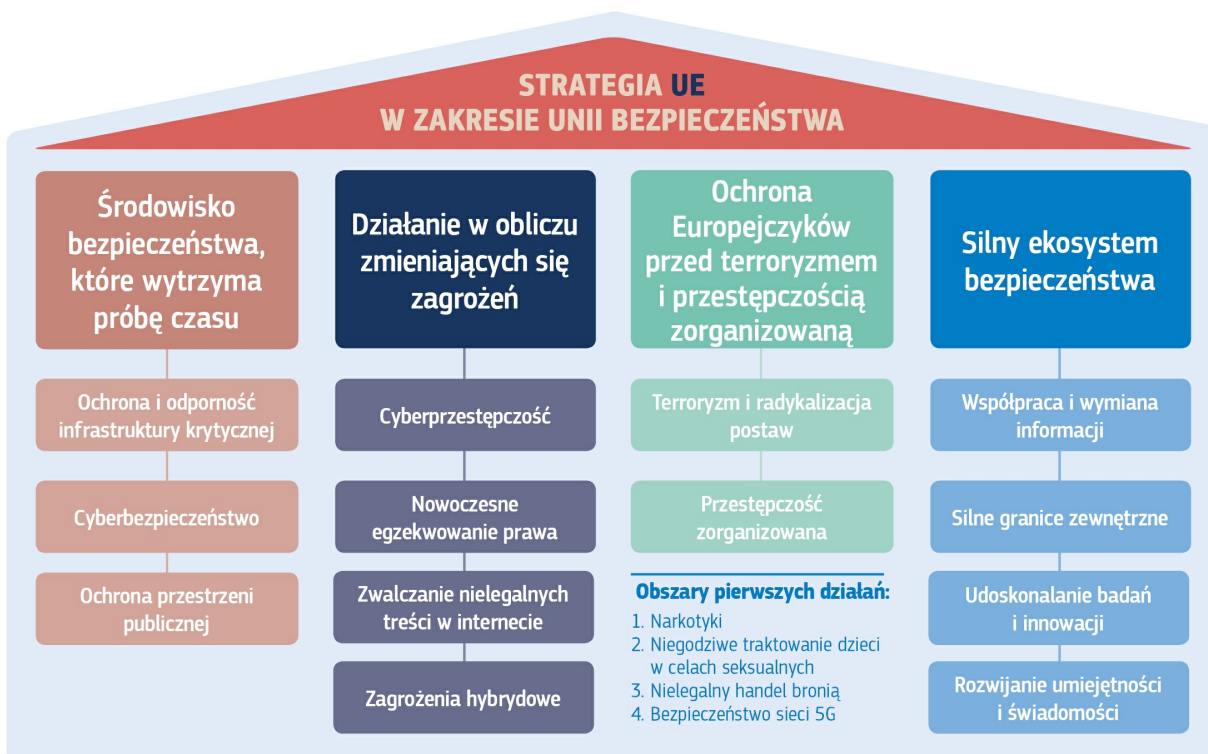 STRATEGIA UE
W ZAKRESIE UNII BEZPIECZEŃSTWA
Środowisko
bezpieczeństwa,
które wytrzyma
próbę czasu
Ochrona i odporność
infrastruktury krytycznej
Cyberbezpieczeństwo
Ochrona przestrzeni
publicznej
Działanie w obliczu
zmieniających się
zagrożeń
Cyberprzestępczość
Nowoczesne
egzekwowanie prawa
Zwalczanie nielegalnych
treści w internecie
Zagrożenia hybrydowe
Ochrona
Europejczyków
przed terroryzmem
i przestępczością
zorganizowaną
Terroryzm i radykalizacja
postaw
Przestępczość
zorganizowana
Obszary pierwszych działań:
1. Narkotyki
2. Niegodziwe traktowanie dzieci
w celach seksualnych
3. Nielegalny handel bronią
4. Bezpieczeństwo sieci 5G
Silny ekosystem
bezpieczeństwa
Współpraca i wymiana
informacji
Silne granice zewnętrzne
Udoskonalanie badań
i innowacji
Rozwijanie umiejętności
i świadomości